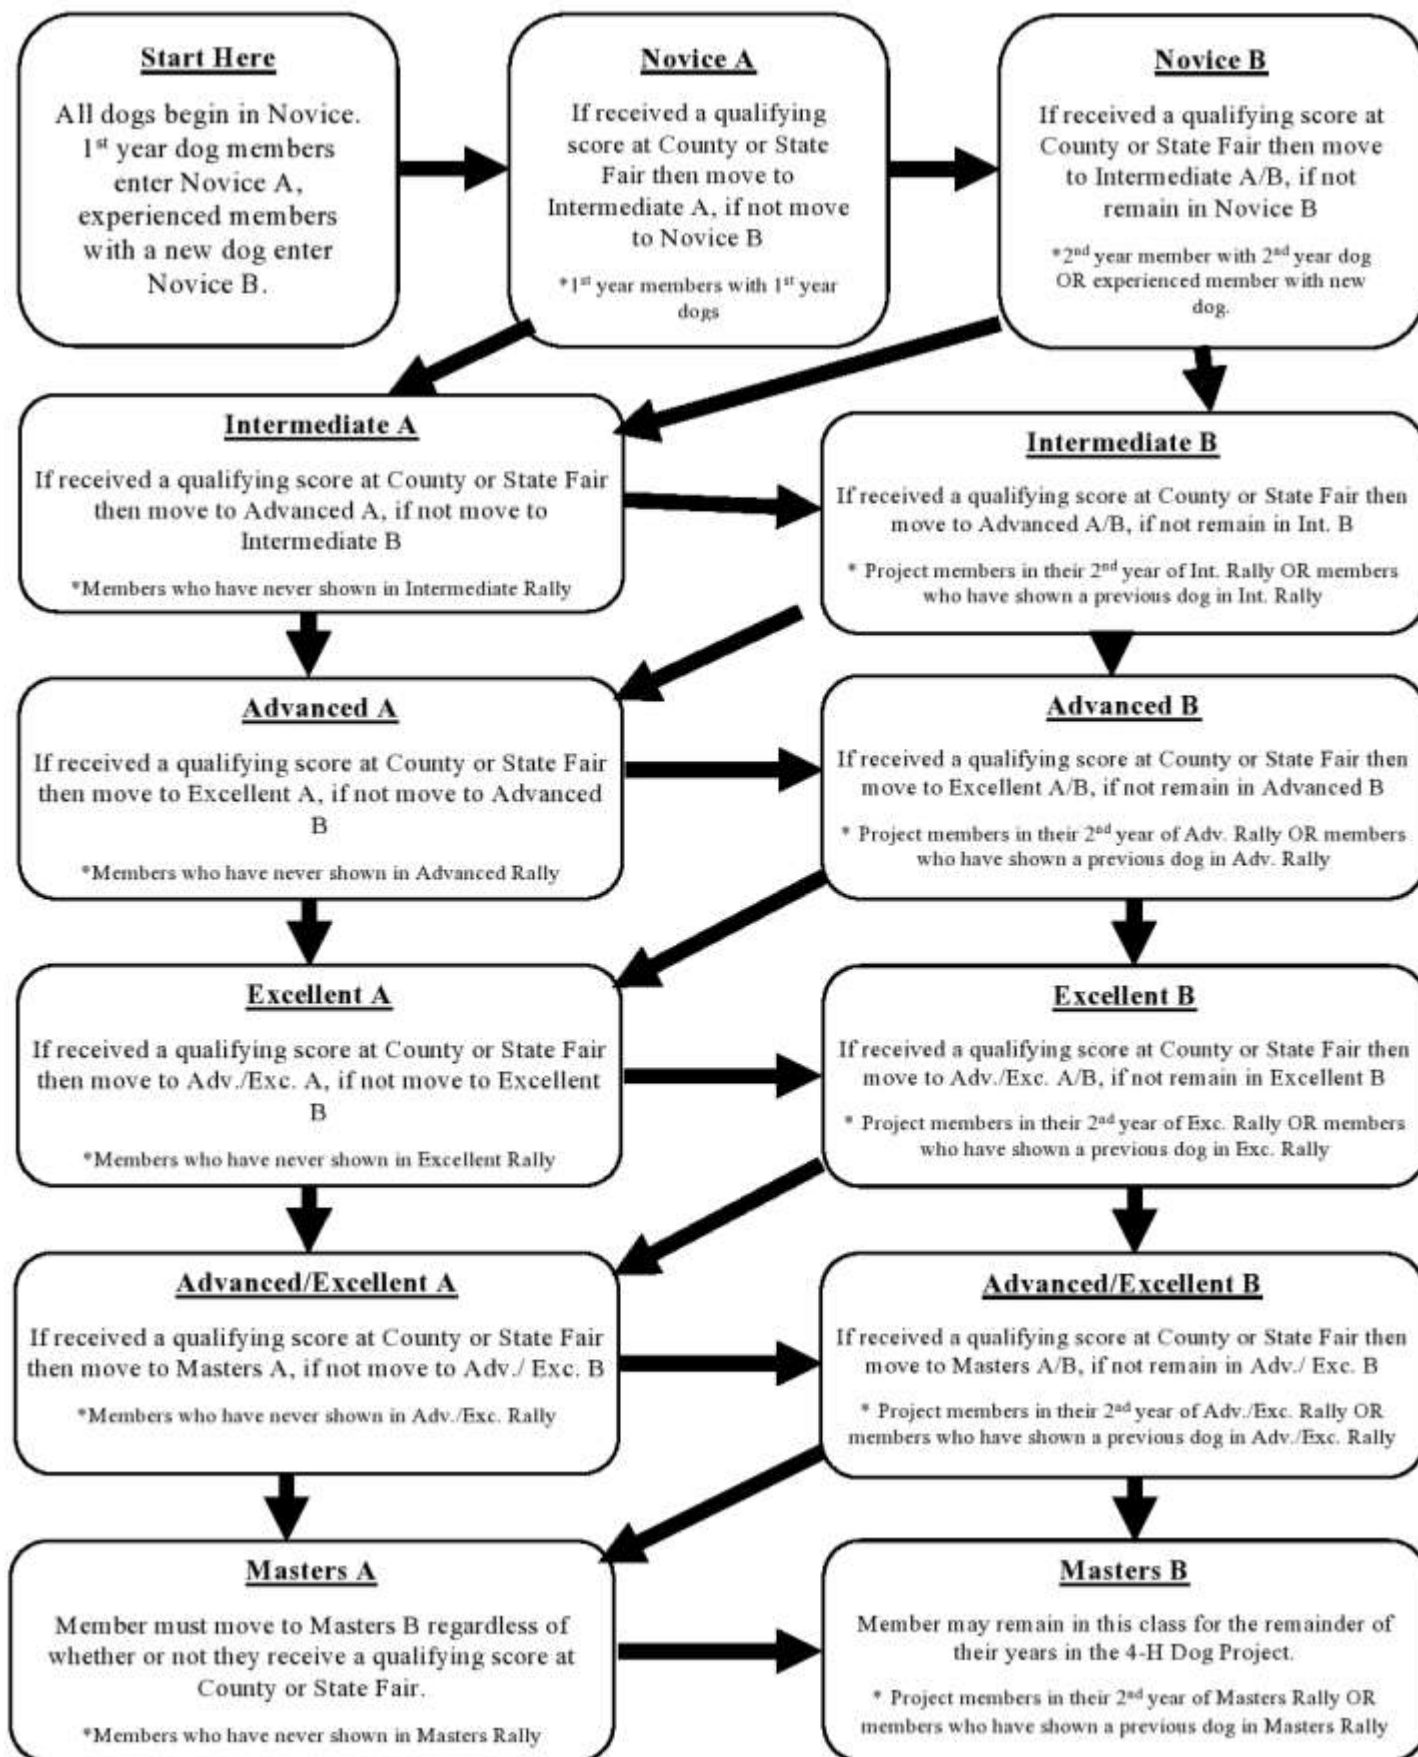 Start Here
All dogs begin in Novice.
1st year dog members
enter Novice A,
experienced members
with a new dog enter
Novice B.
Novice A
If received a qualifying
score at County or State
Fair then move to
Intermediate A, if not move
to Novice B
*1st year members with 1st year
dogs
Novice B
If received a qualifying score at
County or State Fair then move
to Intermediate A/B, if not
remain in Novice B
*2nd year member with 2nd year dog
OR experienced member with new
dog.
Intermediate A
If received a qualifying score at County or State Fair
then move to Advanced A, if not move to
Intermediate B
*Members who have never shown in Intermediate Rally
Intermediate B
If received a qualifying score at County or State Fair then
move to Advanced A/B, if not remain in Int. B
* Project members in their 2nd year of Int. Rally OR members
who have shown a previous dog in Int. Rally
Advanced A
If received a qualifying score at County or State Fair
then move to Excellent A, if not move to Advanced
B
*Members who have never shown in Advanced Rally
Advanced B
If received a qualifying score at County or State Fair then
move to Excellent A/B, if not remain in Advanced B
* Project members in their 2nd year of Adv. Rally OR members
who have shown a previous dog in Adv. Rally
Excellent A
If received a qualifying score at County or State Fair
then move to Adv./Exc. A, if not move to Excellent
B
*Members who have never shown in Excellent Rally
Excellent B
If received a qualifying score at County or State Fair then
move to Adv./Exc. A/B, if not remain in Excellent B
* Project members in their 2nd year of Exc. Rally OR members
who have shown a previous dog in Exc. Rally
Advanced/Excellent A
If received a qualifying score at County or State Fair
then move to Masters A, if not move to Adv./ Exc. B
*Members who have never shown in Adv./Exc. Rally
Advanced/Excellent B
If received a qualifying score at County or State Fair then
move to Masters A/B, if not remain in Adv./ Exc. B
* Project members in their 2nd year of Adv./Exc. Rally OR
members who have shown a previous dog in Adv./Exc. Rally
Masters A
Member must move to Masters B regardless of
whether or not they receive a qualifying score at
County or State Fair.
*Members who have never shown in Masters Rally
Masters B
Member may remain in this class for the remainder of
their years in the 4-H Dog Project.
* Project members in their 2nd year of Masters Rally OR
members who have shown a previous dog in Masters Rally